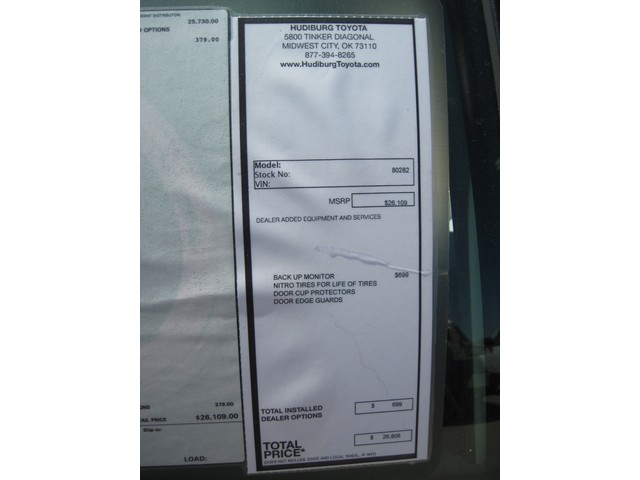 25,730.00
OPTIONS
379.00
379.00
$26,109.00
LOAD:
HUDIBURG TOYOTA
5800 TINKER DIAGONAL
MIDWEST CITY, OK 73110
877-394-8265
www.HudiburgToyota.com
Model:
Stock No: 80282
VIN:
MSRP $26,109
DEALER ADDED EQUIPMENT AND SERVICES
BACK UP MONITOR $699
NITRO TIRES FOR LIFE OF TIRES
DOOR CUP PROTECTORS
DOOR EDGE GUARDS
TOTAL INSTALLED
DEALER OPTIONS $ 699
TOTAL
PRICE* $ 26,808